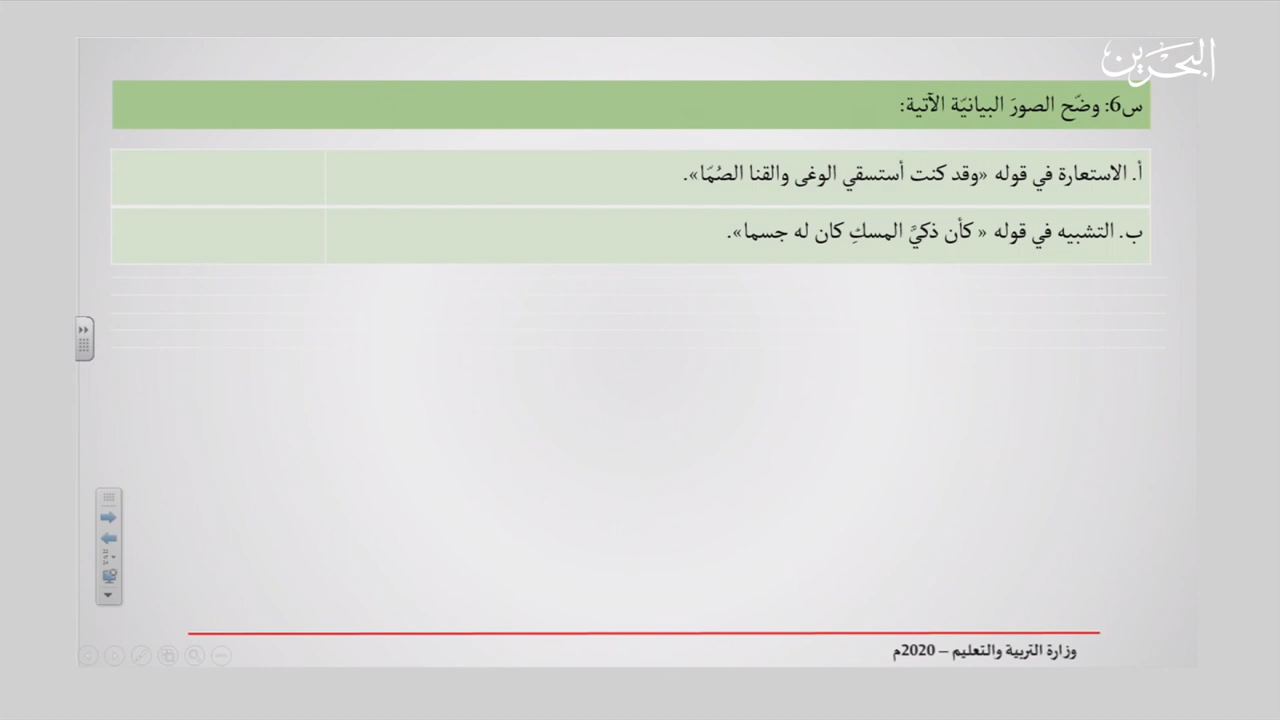 البحرين
س6: وضّح الصورَ البيانيّة الآتية:
أ. الاستعارة في قوله «وقد كنت أستسقي الوغى والقنا الصُمّا».
ب. التشبيه في قوله « كأن ذكيَّ المسكِ كان له جسما».
وزارة التربية والتعليم – 2020م